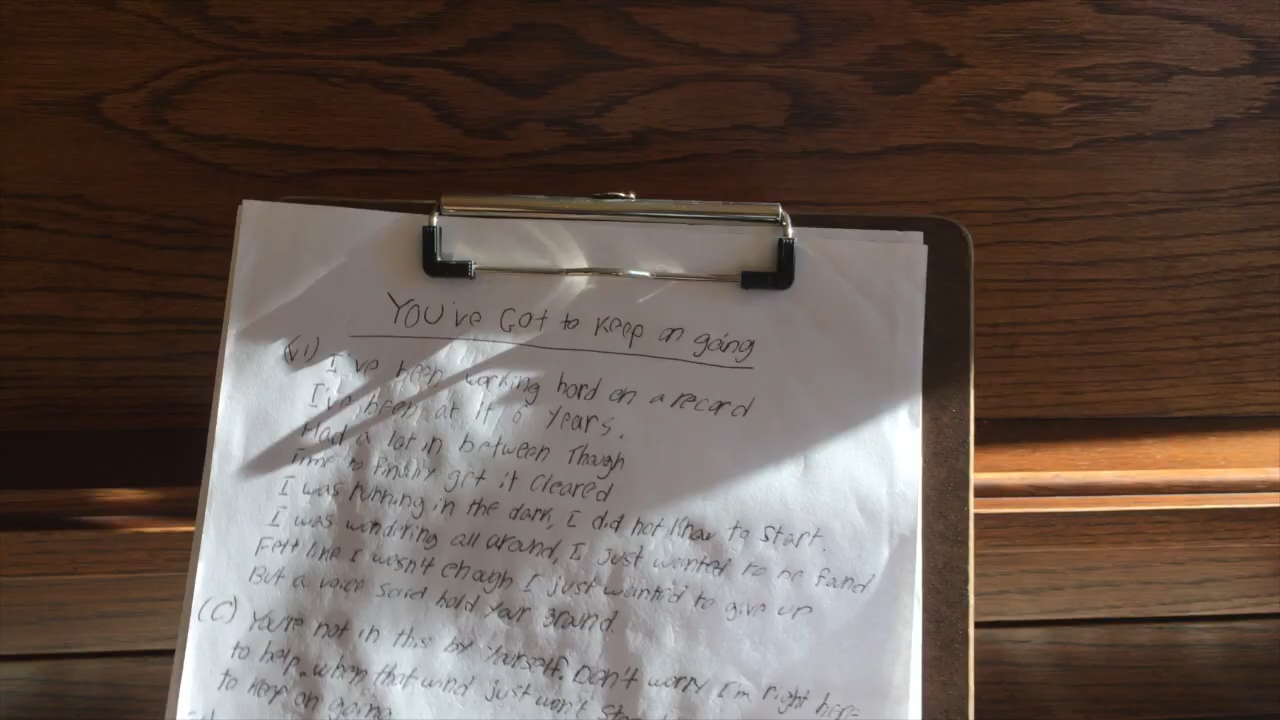 You've Got to Keep on going
(V1)
I've been working hard on a record
I've been at it 6 years.
Had a lot in between Though
Time to finally get it cleared
I was running in the dark, I did not know to start.
I was wondering all around, I just wanted to be found
Felt like I wasn't enough I just wanted to give up
But a voice said hold your ground.
(C) You're not in this by yourself. Don't worry I'm right here
to help. when that wind just won't
to keep on going